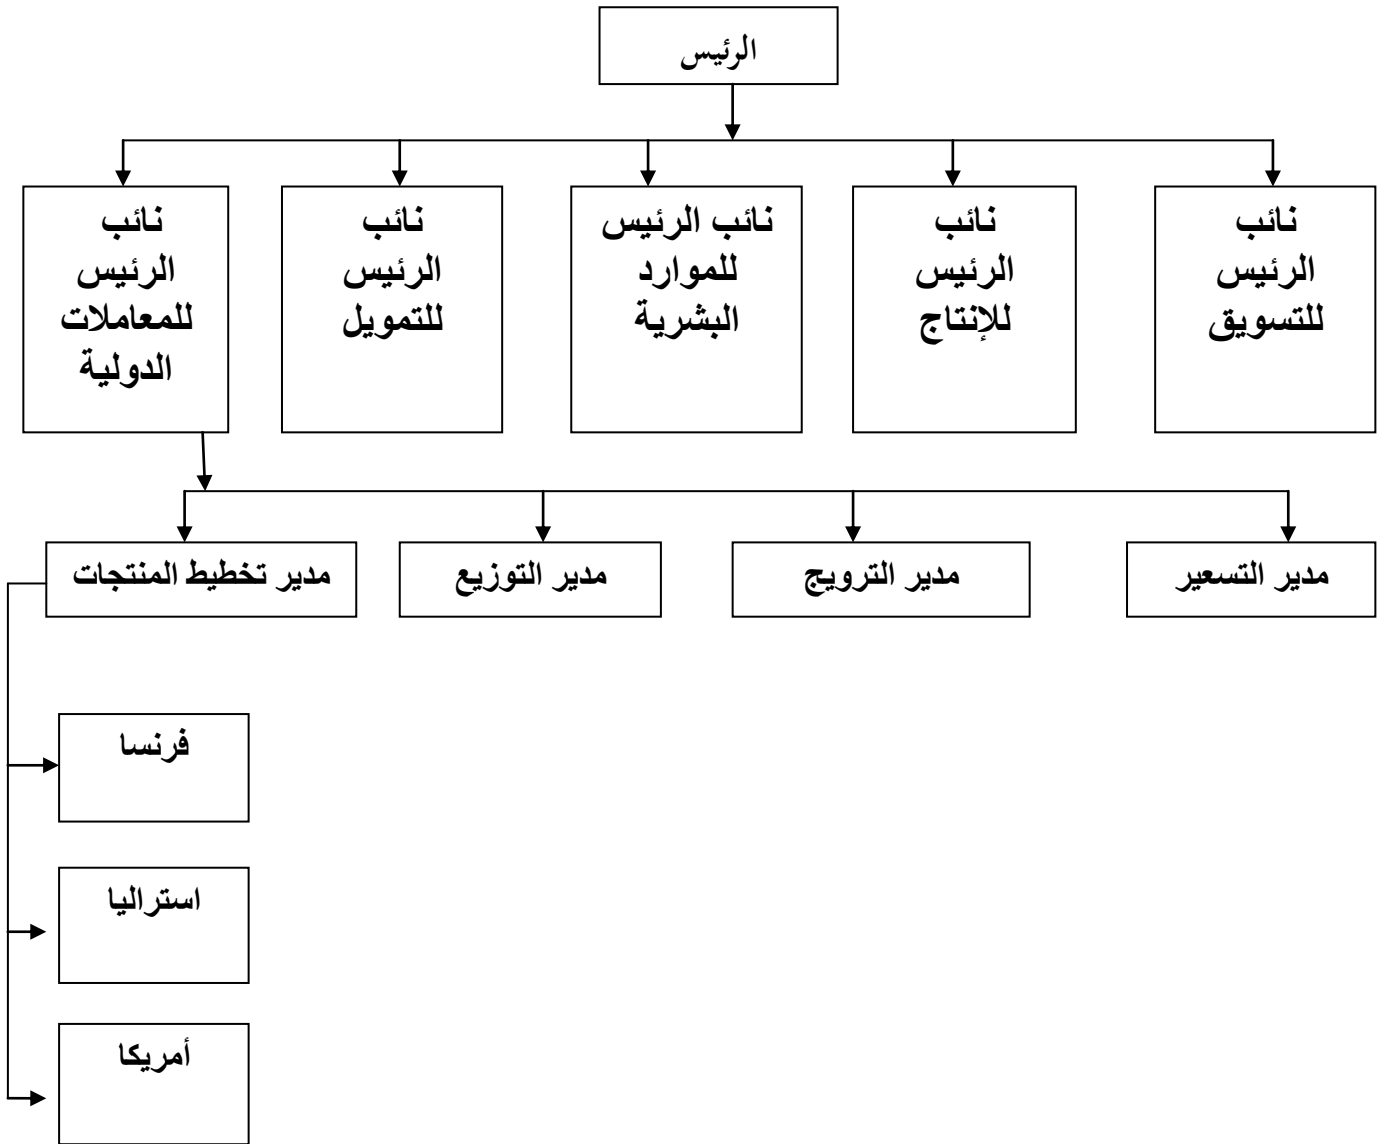 الرئيس
نائب
الرئيس
للتسويق
نائب
الرئيس
للإنتاج
نائب الرئيس
للموارد
البشرية
نائب
الرئيس
للتمويل
نائب
الرئيس
للمعاملات
الدولية
مدير التسعير
مدير الترويج
مدير التوزيع
مدير تخطيط المنتجات
فرنسا
استراليا
أمريكا